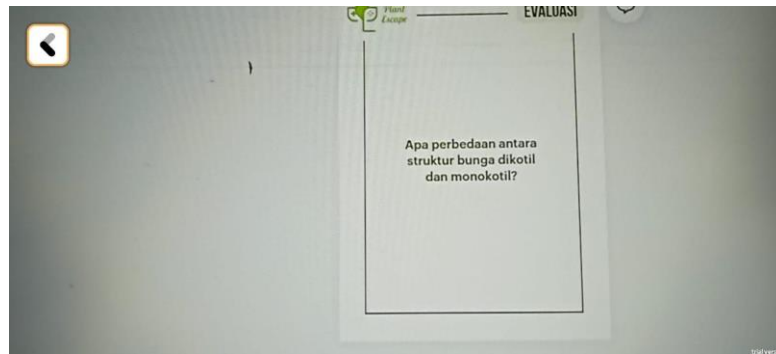 Plant
Escape
EVALUASI
Apa perbedaan antara
struktur bunga dikotil
dan monokotil?